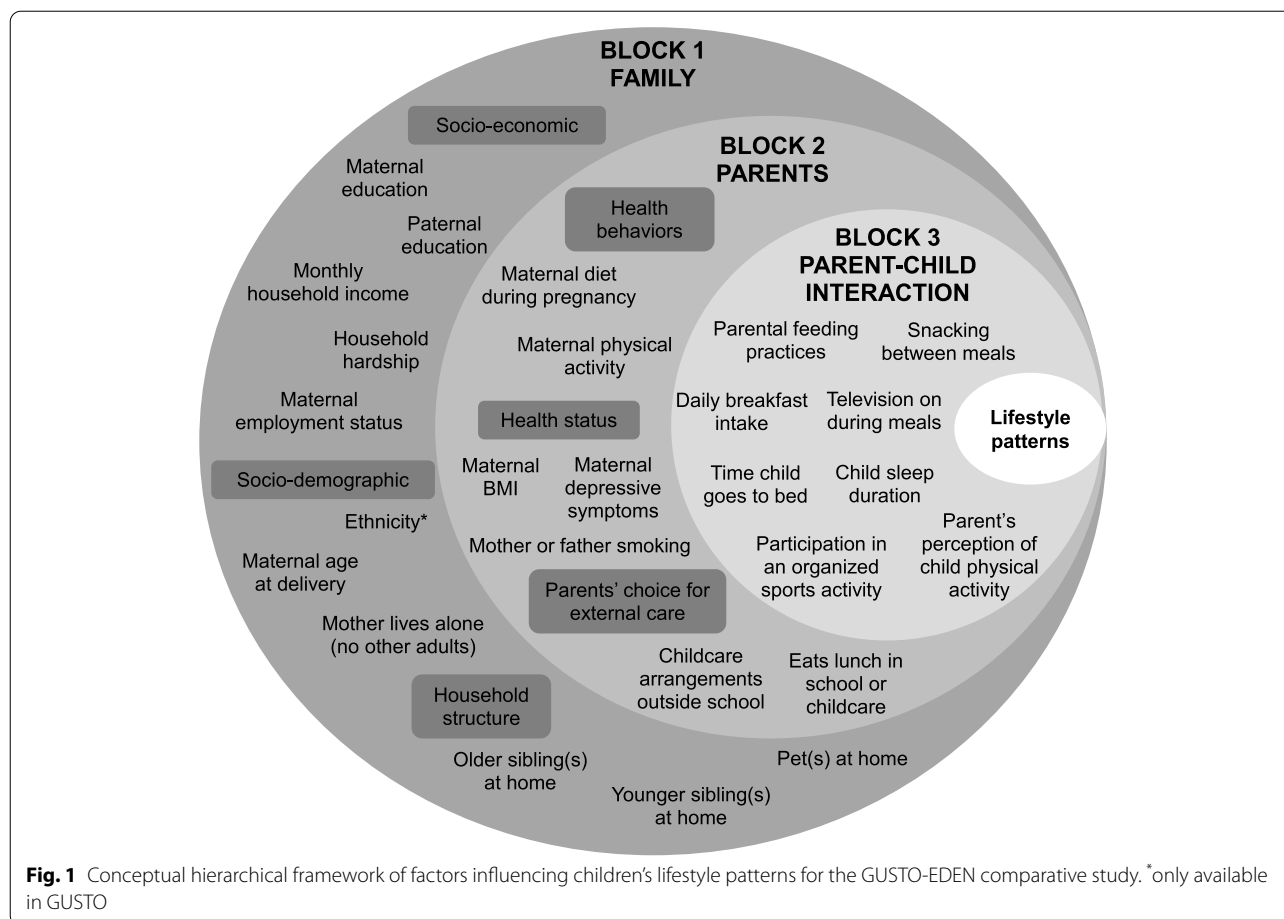 BLOCK 1
FAMILY
Socio-economic
Maternal
education
Paternal
education
Monthly
household income
Household
hardship
Maternal
employment status
Socio-demographic
Ethnicity*
Maternal age
at delivery
Mother lives alone
(no other adults)
Household
structure
Older sibling(s)
at home
Younger sibling(s)
at home
Pet(s) at home
BLOCK 2
PARENTS
Health
behaviors
Maternal diet
during pregnancy
Maternal physical
activity
Health status
Maternal
BMI
Maternal
depressive
symptoms
Mother or father smoking
Parents’ choice for
external care
Childcare
arrangements
outside school
Eats lunch in
school or
childcare
BLOCK 3
PARENT-CHILD
INTERACTION
Parental feeding
practices
Snacking
between meals
Daily breakfast
intake
Television on
during meals
Time child
goes to bed
Child sleep
duration
Participation in
an organized
sports activity
Parent’s
perception of
child physical
activity
Lifestyle
patterns
Fig. 1 Conceptual hierarchical framework of factors influencing children’s lifestyle patterns for the GUSTO-EDEN comparative study. *only available
in GUSTO